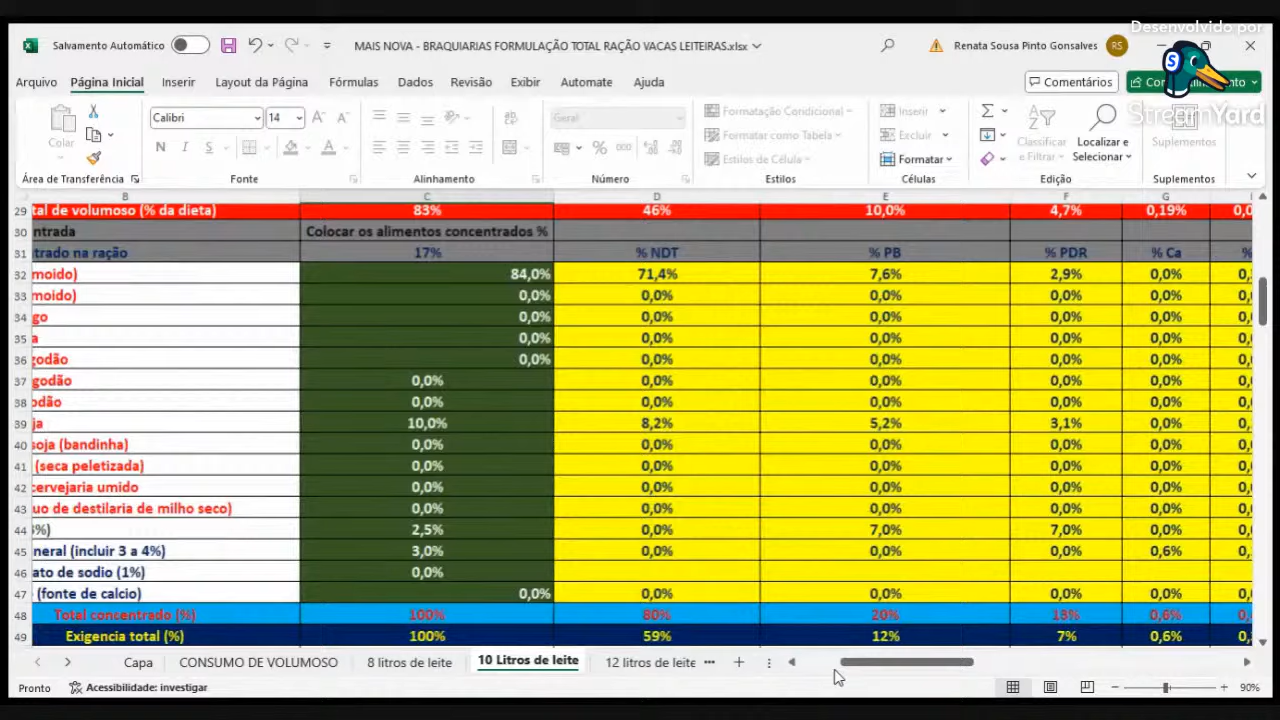 Desenvolvido por
StreamYard
Salvamento Automático
MAIS NOVA - BRAQUIARIAS FORMULAÇÃO TOTAL RAÇÃO VACAS LEITEIRAS.xlsx
Renata Sousa Pinto Gonsalves RS
Arquivo Página Inicial Inserir Layout da Página Fórmulas Dados Revisão Exibir Automate Ajuda
Comentários
Colar
Calibri 14
N I S
Geral
Formatação Condicional
Formatar como Tabela
Estilos de Célula
Inserir
Excluir
Formatar
Classificar e Filtrar
Localizar e Selecionar
Suplementos
Área de Transferência Fonte Alinhamento Número Estilos Células Edição Suplementos
B C D E F G
29 tal de volumoso (% da dieta) 83% 46% 10,0% 4,7% 0,19%
30 entrada Colocar os alimentos concentrados %
31 trado na ração 17% % NDT % PB % PDR % Ca %
32 moido) 84,0% 71,4% 7,6% 2,9% 0,0%
33 moido) 0,0% 0,0% 0,0% 0,0% 0,0%
34 go 0,0% 0,0% 0,0% 0,0% 0,0%
35 a 0,0% 0,0% 0,0% 0,0% 0,0%
36 godão 0,0% 0,0% 0,0% 0,0% 0,0%
37 godão 0,0% 0,0% 0,0% 0,0% 0,0%
38 odão 0,0% 0,0% 0,0% 0,0% 0,0%
39 ja 10,0% 8,2% 5,2% 3,1% 0,0%
40 soja (bandinha) 0,0% 0,0% 0,0% 0,0% 0,0%
41 (seca peletizada) 0,0% 0,0% 0,0% 0,0% 0,0%
42 cervejaria umido 0,0% 0,0% 0,0% 0,0% 0,0%
43 uo de destilaria de milho seco) 0,0% 0,0% 0,0% 0,0% 0,0%
44 %) 2,5% 0,0% 7,0% 7,0% 0,0%
45 neral (incluir 3 a 4%) 3,0% 0,0% 0,0% 0,0% 0,6%
46 ato de sodio (1%) 0,0%
47 (fonte de calcio) 0,0% 0,0% 0,0% 0,0% 0,0%
48 Total concentrado (%) 100% 80% 20% 13% 0,6%
49 Exigencia total (%) 100% 59% 12% 7% 0,6%
Capa CONSUMO DE VOLUMOSO 8 litros de leite 10 Litros de leite 12 litros de leite
Pronto Acessibilidade: investigar 90%